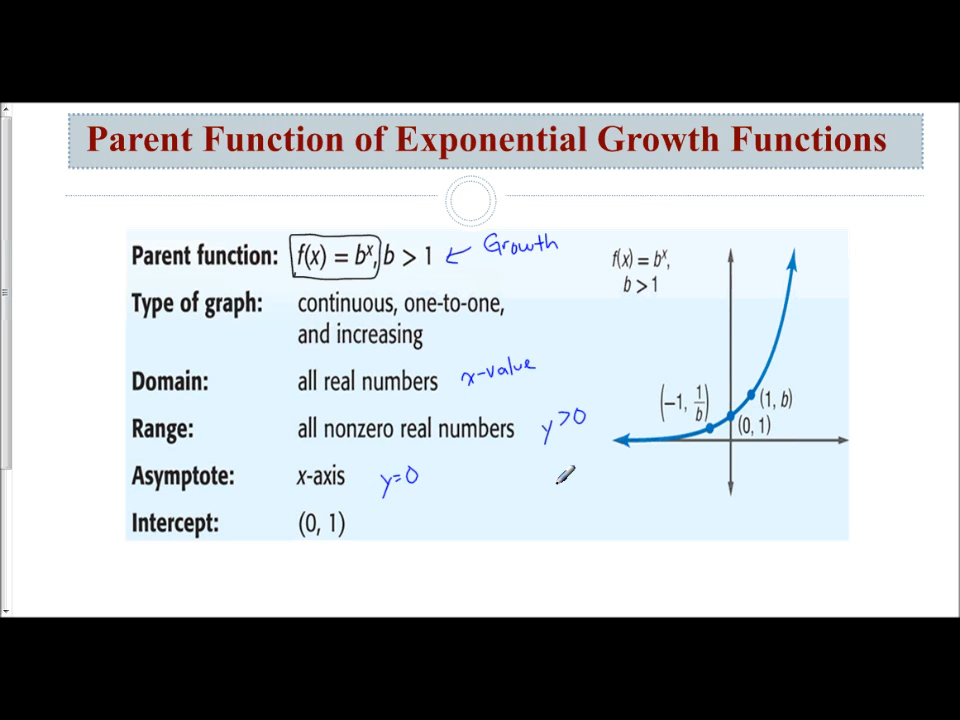 Parent Function of Exponential Growth Functions
Parent function: f(x) = bˣ, b > 1 ← Growth
Type of graph: continuous, one-to-one,
and increasing
Domain: all real numbers x-value
Range: all nonzero real numbers y>0
Asymptote: x-axis y=0
Intercept: (0, 1)
f(x) = bˣ,
b > 1
(−1, 1/b)
(1, b)
(0, 1)